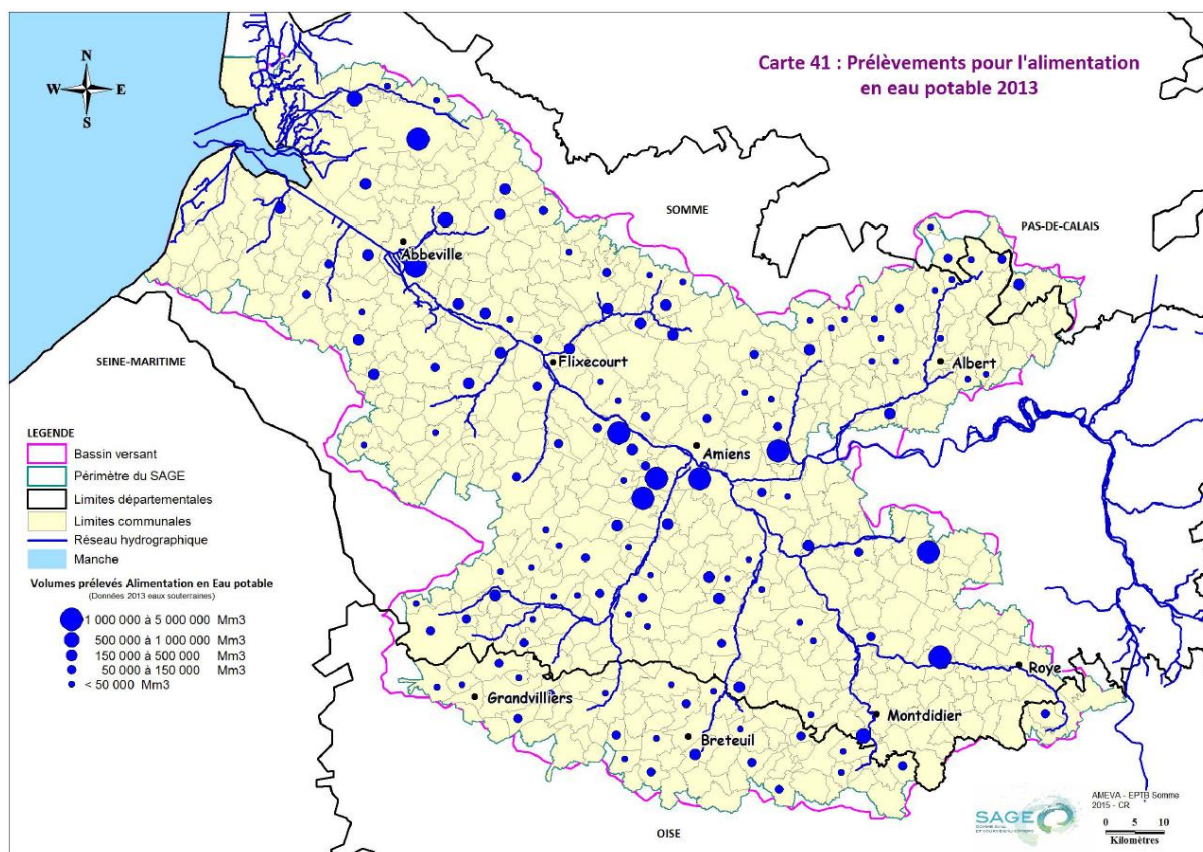 Carte 41 : Prélèvements pour l'alimentation
en eau potable 2013
N
W
E
S
SOMME
PAS-DE-CALAIS
Abbeville
SEINE-MARITIME
Flixecourt
Albert
Amiens
LEGENDE
Bassin versant
Périmètre du SAGE
Limites départementales
Limites communales
Réseau hydrographique
Manche
Volumes prélevés Alimentation en Eau potable
(Données 2013 eaux souterraines)
1 000 000 à 5 000 000 Mm3
500 000 à 1 000 000 Mm3
150 000 à 500 000 Mm3
50 000 à 150 000 Mm3
< 50 000 Mm3
Roye
Grandvilliers
Montdidier
Breteuil
OISE
SAGE
AMEVA - EPTB Somme
2015 - CR
0 5 10
Kilomètres